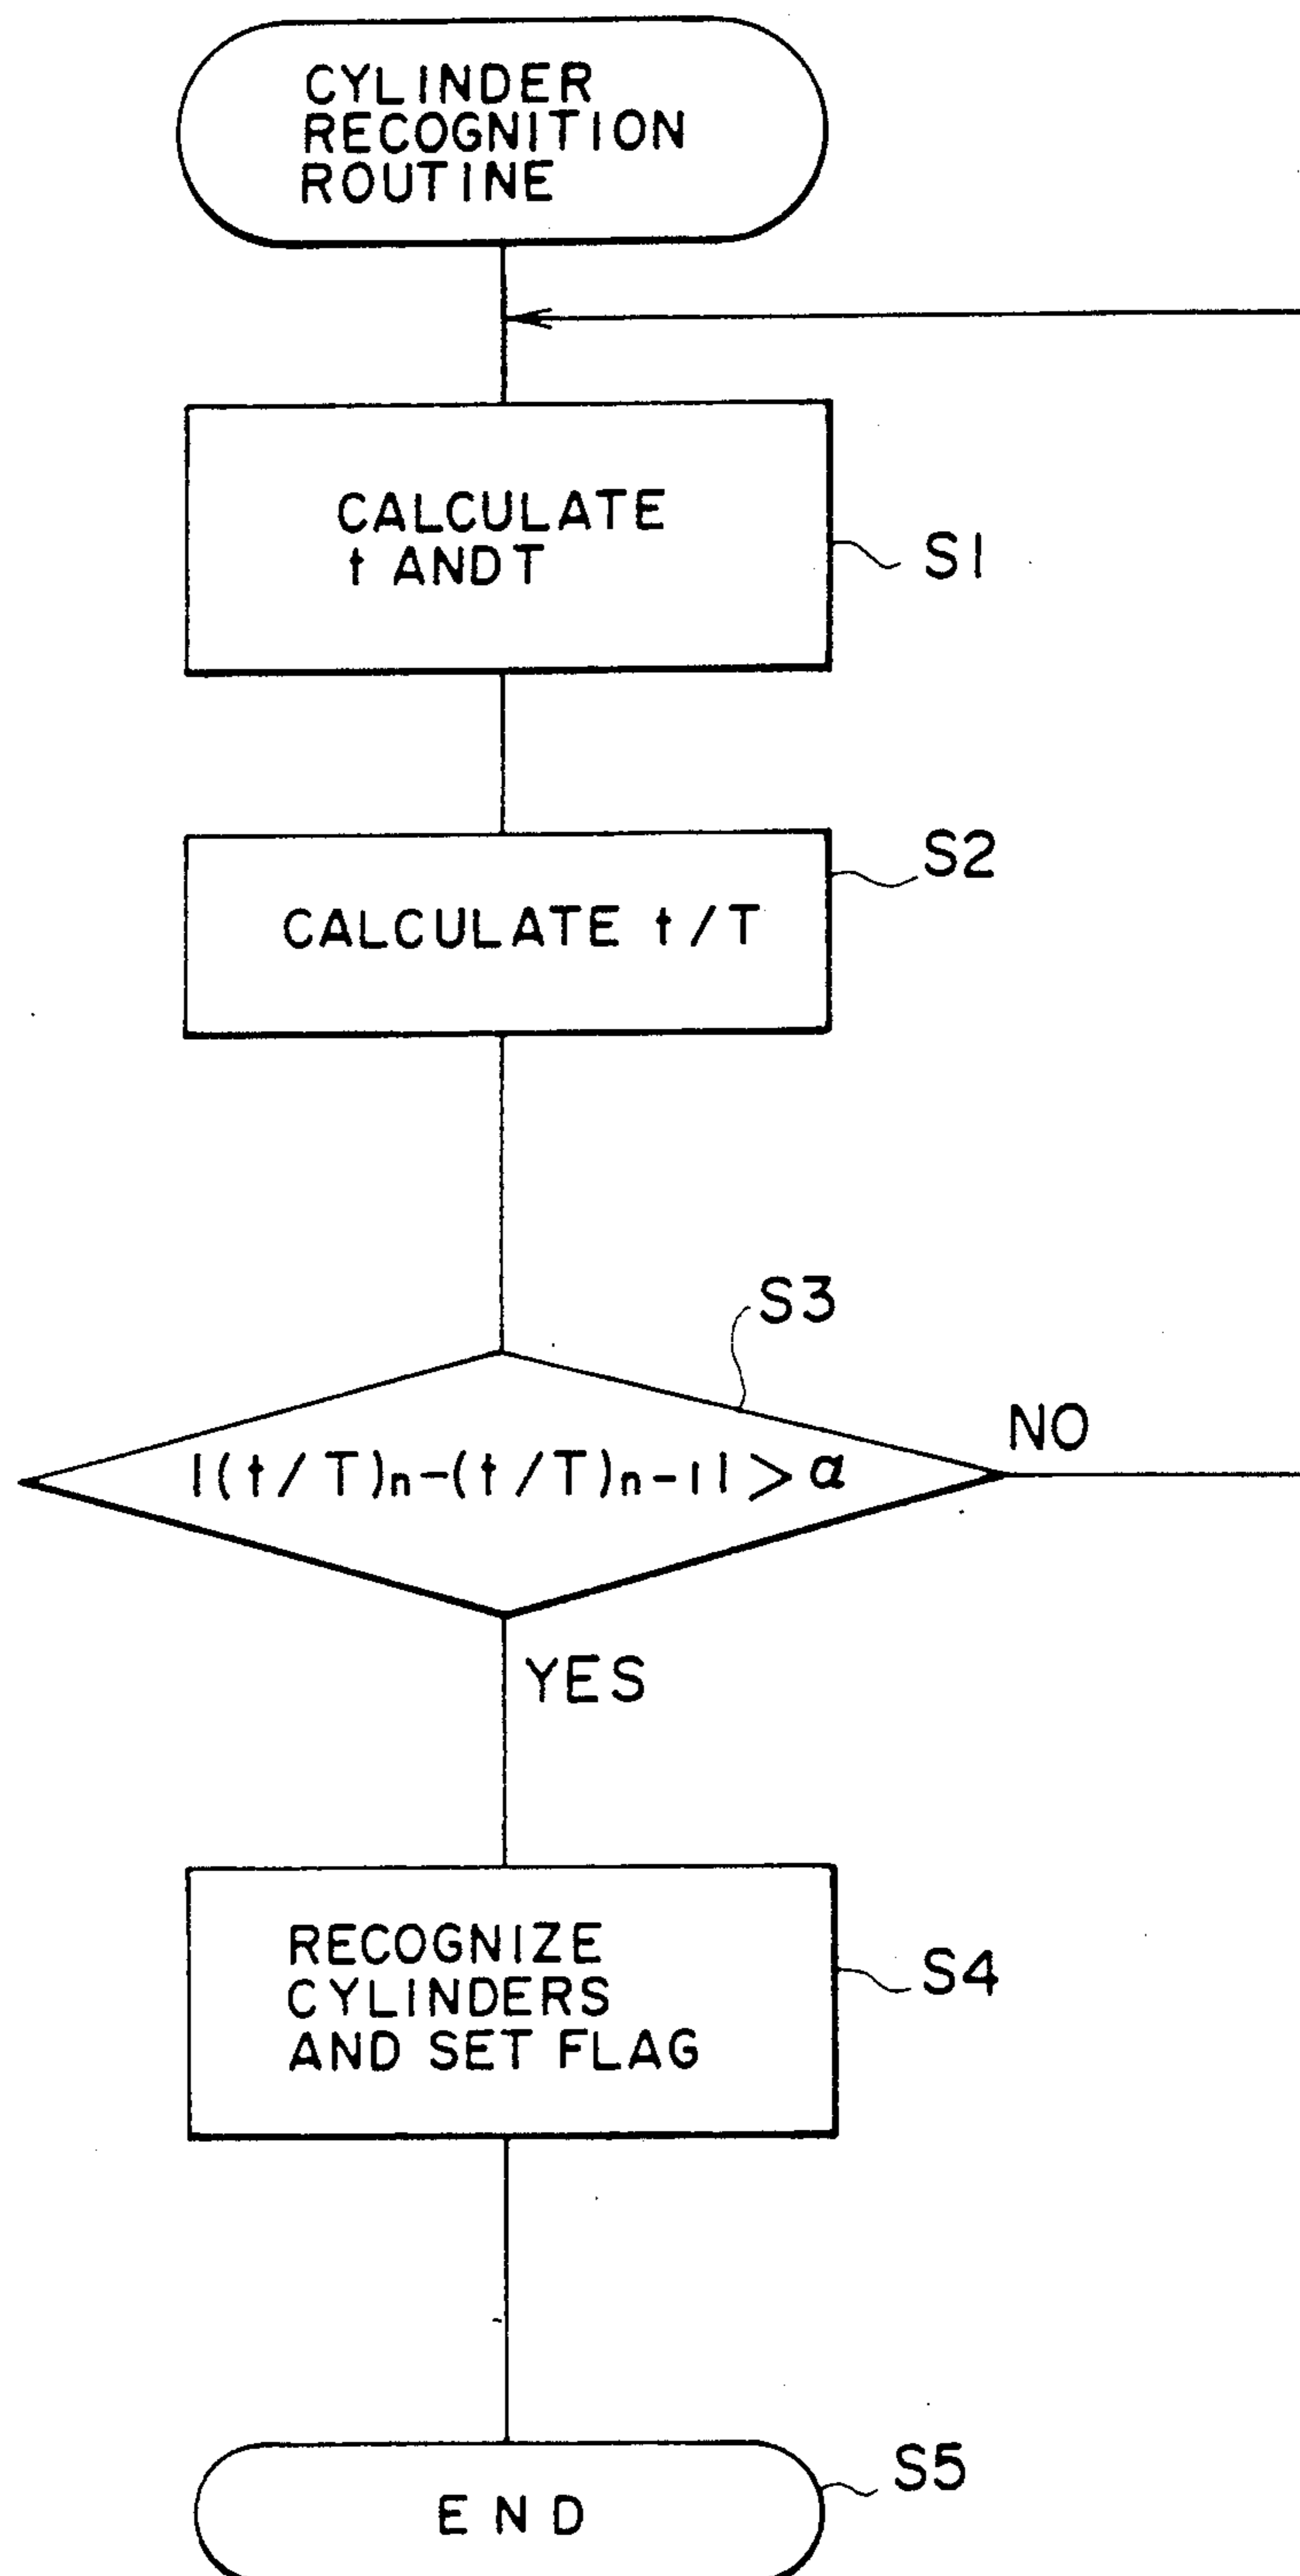 CYLINDER
RECOGNITION
ROUTINE
CALCULATE
t ANDT
S1
S2
CALCULATE t/T
S3
NO
|(t/T)n-(t/T)n-1|>α
YES
RECOGNIZE
CYLINDERS
AND SET FLAG
S4
S5
END